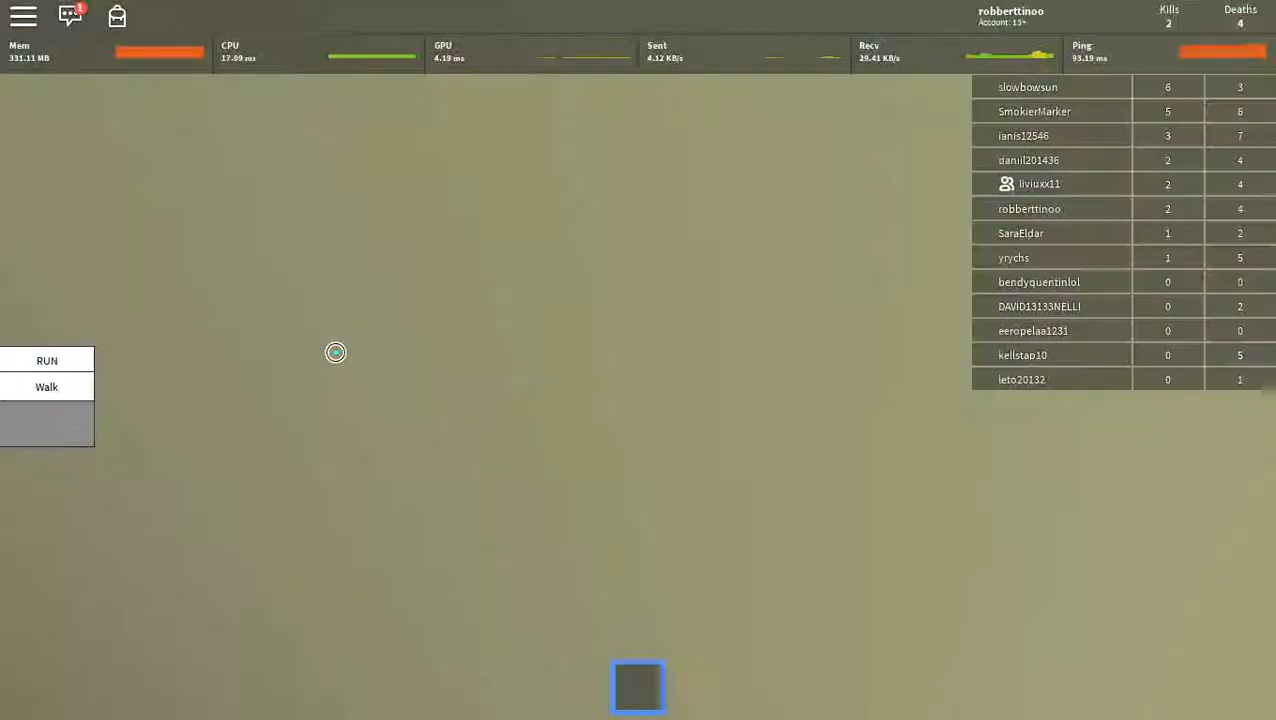 1
robberttinoo
Account: 13+
Kills
2
Deaths
4
Mem
331.11 MB
CPU
17.09 ms
GPU
4.19 ms
Sent
4.12 KB/s
Recv
29.41 KB/s
Ping
93.19 ms
slowbowsun 6 3
SmokierMarker 5 6
ianis12546 3 7
daniil201436 2 4
liviuxx11 2 4
robberttinoo 2 4
SaraEldar 1 2
yrychs 1 5
bendyquentinlol 0 0
DAVID13133NELLI 0 2
eeropelaa1231 0 0
kellstap10 0 5
leto20132 0 1
RUN
Walk